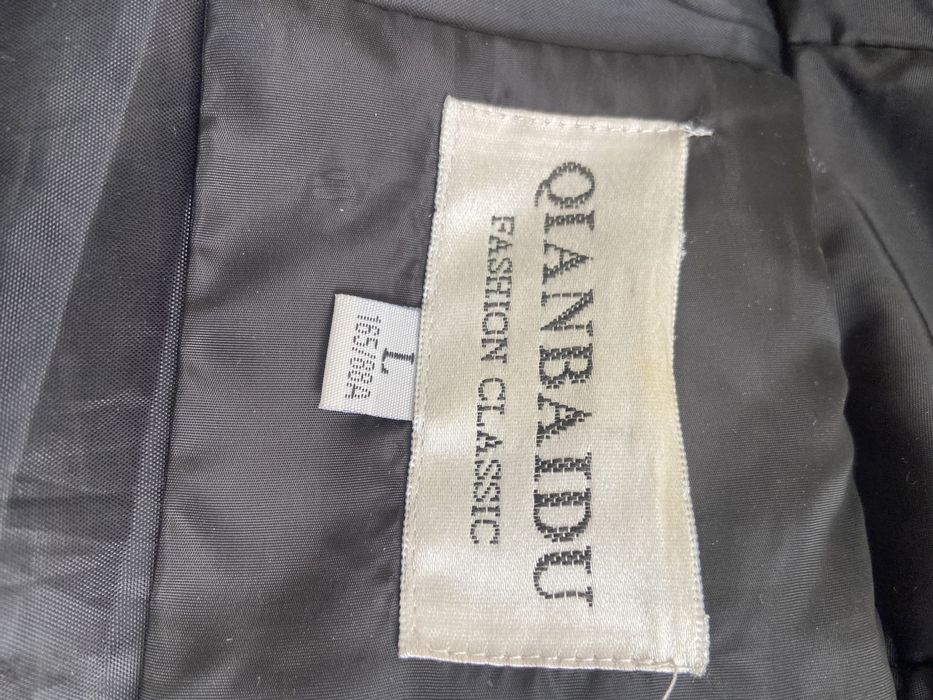 QIANBAIDU
FASHION CLASSIC
L
165/88A